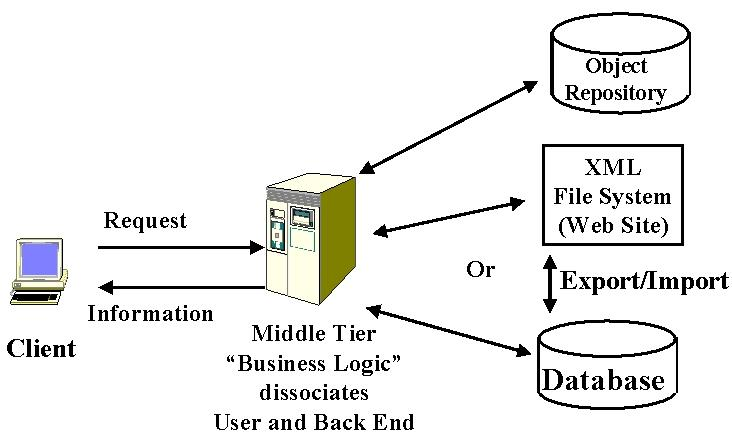 Object
Repository
XML
File System
(Web Site)
Request
Or
Export/Import
Information
Client
Middle Tier
“Business Logic”
dissociates
User and Back End
Database